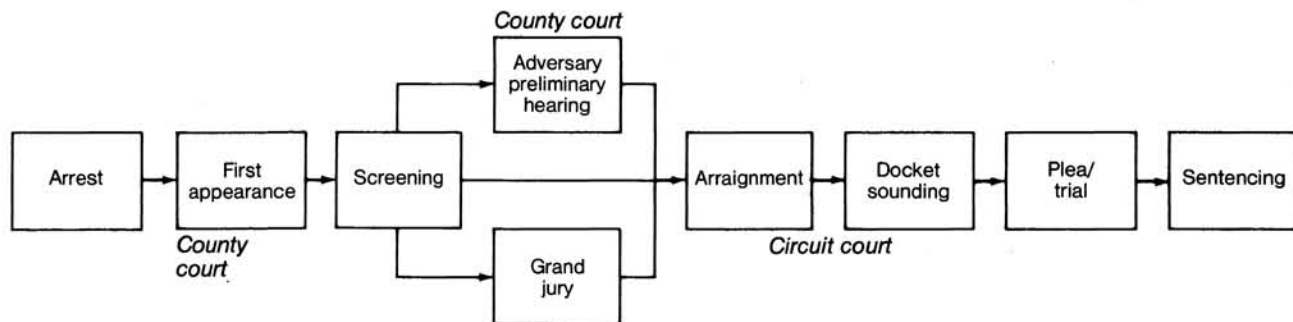 County court
Adversary
preliminary
hearing
Arrest
First
appearance
Screening
Arraignment
Docket
sounding
Plea/
trial
Sentencing
County
court
Circuit court
Grand
jury